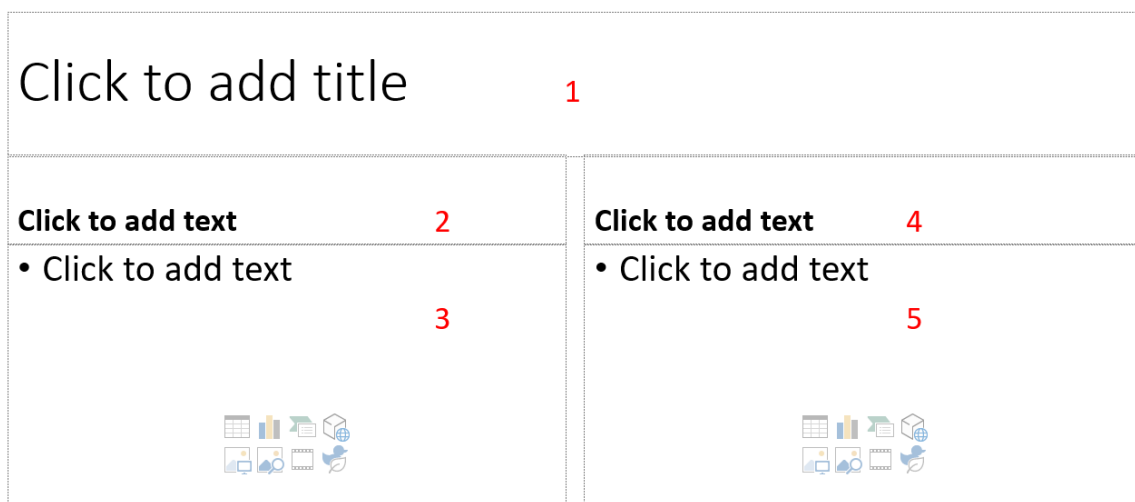 Click to add title
1
Click to add text 2
• Click to add text
3
Click to add text 4
• Click to add text
5